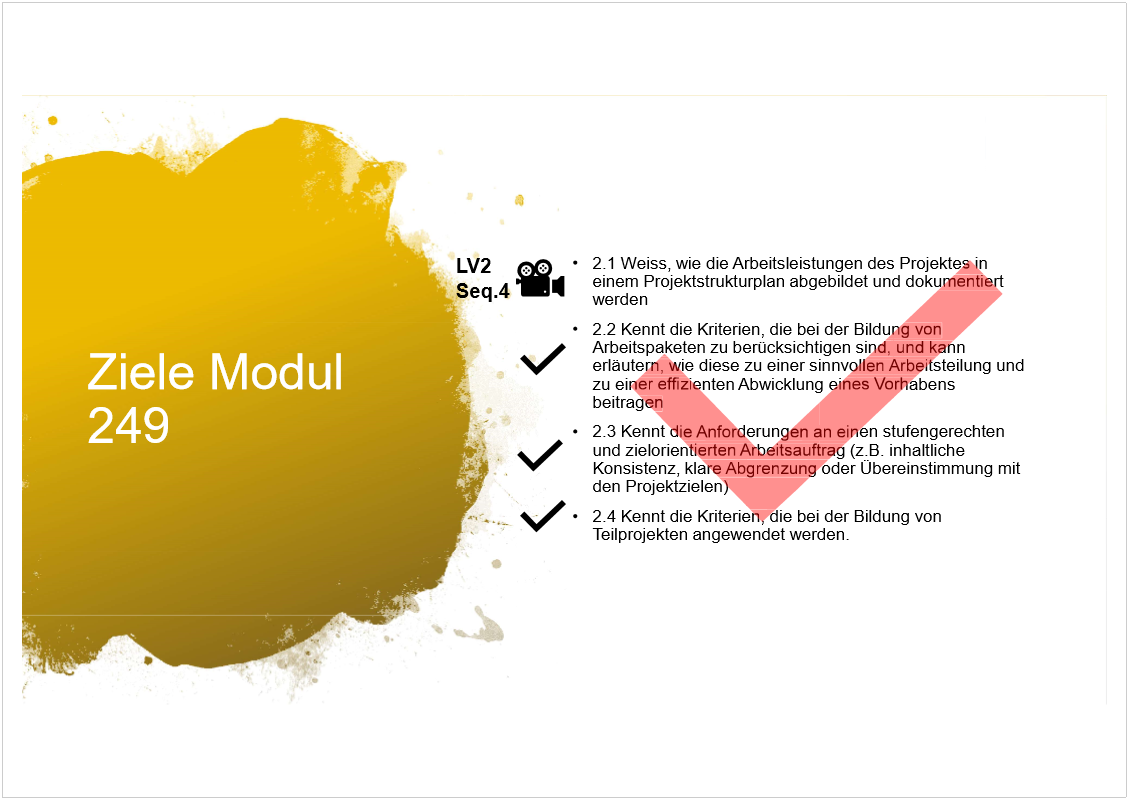 Ziele Modul
249
LV2
Seq.4
• 2.1 Weiss, wie die Arbeitsleistungen des Projektes in
einem Projektstrukturplan abgebildet und dokumentiert
werden
• 2.2 Kennt die Kriterien, die bei der Bildung von
Arbeitspaketen zu berücksichtigen sind, und kann
erläutern, wie diese zu einer sinnvollen Arbeitsteilung und
zu einer effizienten Abwicklung eines Vorhabens
beitragen
• 2.3 Kennt die Anforderungen an einen stufengerechten
und zielorientierten Arbeitsauftrag (z.B. inhaltliche
Konsistenz, klare Abgrenzung oder Übereinstimmung mit
den Projektzielen)
• 2.4 Kennt die Kriterien, die bei der Bildung von
Teilprojekten angewendet werden.